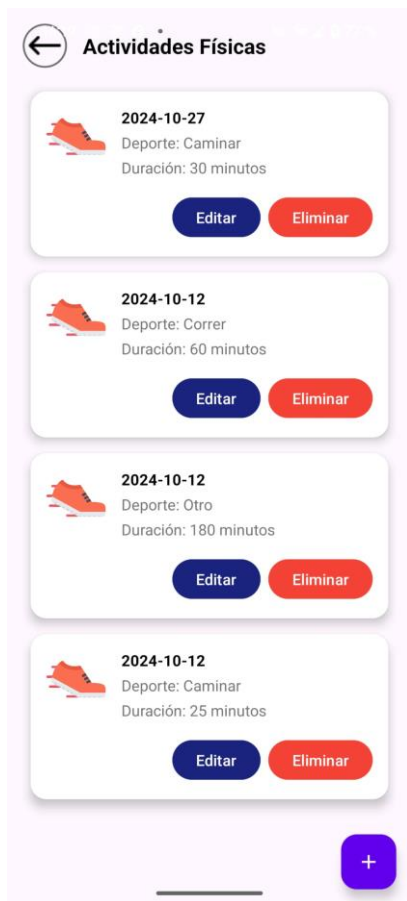 Actividades Físicas
2024-10-27
Deporte: Caminar
Duración: 30 minutos
Editar Eliminar
2024-10-12
Deporte: Correr
Duración: 60 minutos
Editar Eliminar
2024-10-12
Deporte: Otro
Duración: 180 minutos
Editar Eliminar
2024-10-12
Deporte: Caminar
Duración: 25 minutos
Editar Eliminar
+